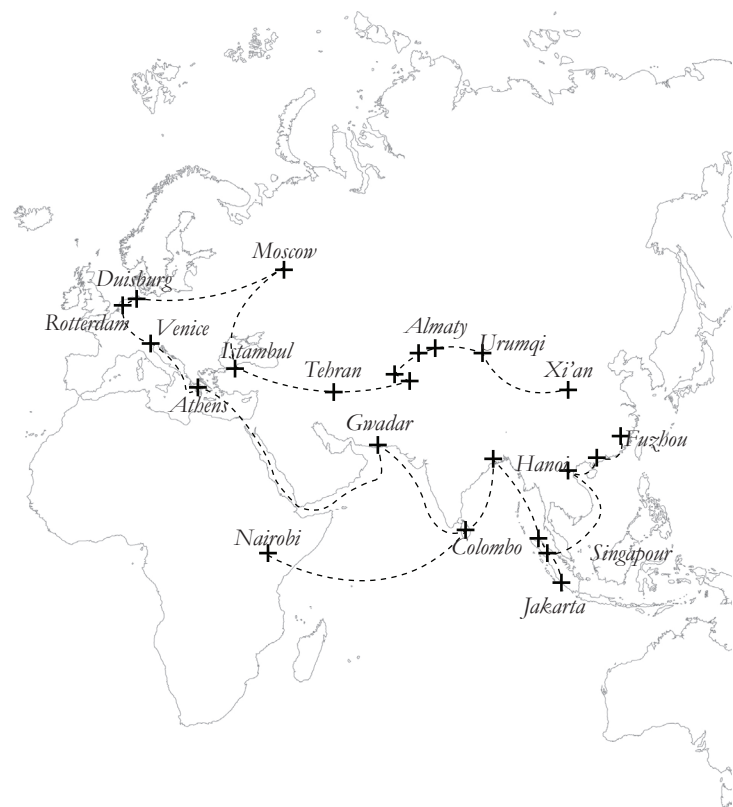 Moscow
Duisburg
Rotterdam
Venice
Istambul
Almaty
Urumqi
Tehran
Xi'an
Athens
Gwadar
Fuzhou
Hanoi
Nairobi
Colombo
Singapour
Jakarta